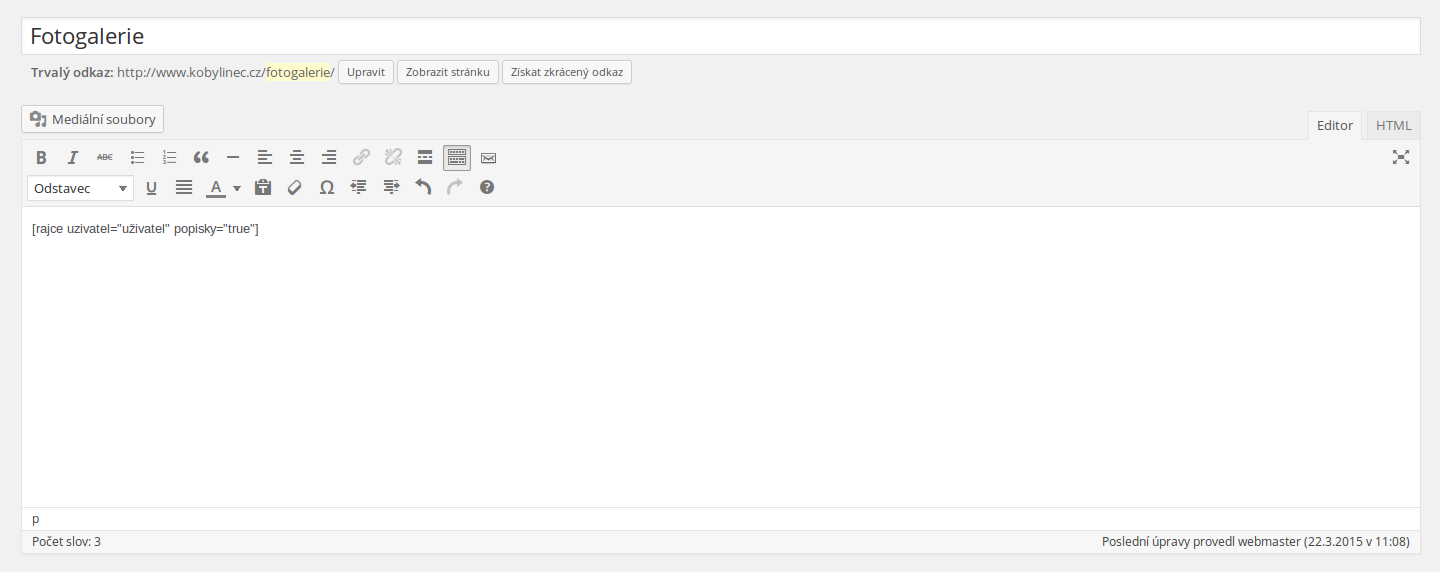 Fotogalerie
Trvalý odkaz: http://www.kobylinec.cz/fotogalerie/ Upravit Zobrazit stránku Získat zkrácený odkaz
Mediální soubory
Editor HTML
B I ABC
Odstavec U A T Ω ?
[rajce uzivatel="uživatel" popisky="true"]
p
Počet slov: 3
Poslední úpravy provedl webmaster (22.3.2015 v 11:08)